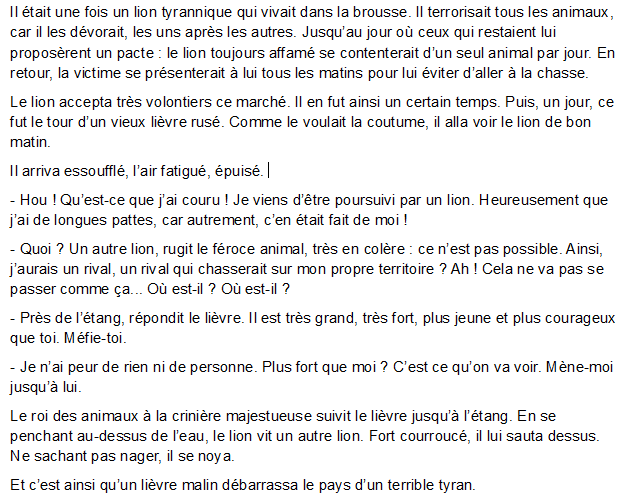 Il était une fois un lion tyrannique qui vivait dans la brousse. Il terrorisait tous les animaux,
car il les dévorait, les uns après les autres. Jusqu'au jour où ceux qui restaient lui
proposèrent un pacte : le lion toujours affamé se contenterait d'un seul animal par jour. En
retour, la victime se présenterait à lui tous les matins pour lui éviter d'aller à la chasse.
Le lion accepta très volontiers ce marché. Il en fut ainsi un certain temps. Puis, un jour, ce
fut le tour d'un vieux lièvre rusé. Comme le voulait la coutume, il alla voir le lion de bon
matin.
Il arriva essoufflé, l'air fatigué, épuisé.
- Hou ! Qu'est-ce que j'ai couru ! Je viens d'être poursuivi par un lion. Heureusement que
j'ai de longues pattes, car autrement, c'en était fait de moi !
- Quoi ? Un autre lion, rugit le féroce animal, très en colère : ce n'est pas possible. Ainsi,
j'aurais un rival, un rival qui chasserait sur mon propre territoire ? Ah ! Cela ne va pas se
passer comme ça... Où est-il ? Où est-il ?
- Près de l'étang, répondit le lièvre. Il est très grand, très fort, plus jeune et plus courageux
que toi. Méfie-toi.
- Je n'ai peur de rien ni de personne. Plus fort que moi ? C'est ce qu'on va voir. Mène-moi
jusqu'à lui.
Le roi des animaux à la crinière majestueuse suivit le lièvre jusqu'à l'étang. En se
penchant au-dessus de l'eau, le lion vit un autre lion. Fort courroucé, il lui sauta dessus.
Ne sachant pas nager, il se noya.
Et c'est ainsi qu'un lièvre malin débarrassa le pays d'un terrible tyran.